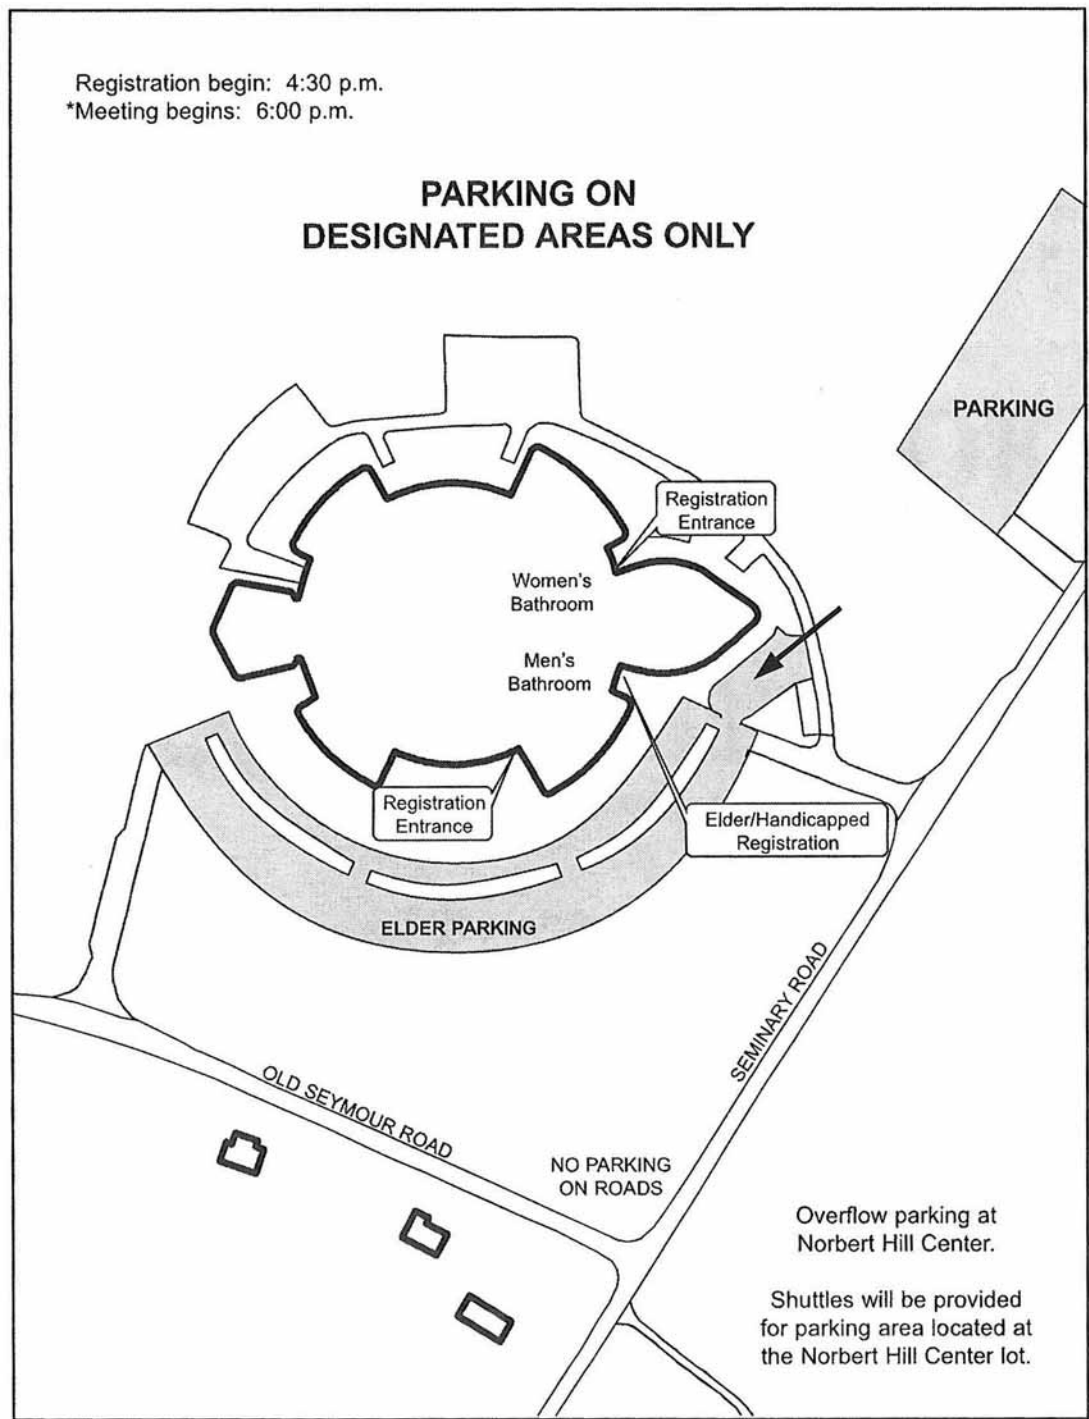 Registration begin: 4:30 p.m.
*Meeting begins: 6:00 p.m.
PARKING ON
DESIGNATED AREAS ONLY
PARKING
Registration
Entrance
Women's
Bathroom
Men's
Bathroom
Registration
Entrance
Elder/Handicapped
Registration
ELDER PARKING
SEMINARY ROAD
OLD SEYMOUR ROAD
NO PARKING
ON ROADS
Overflow parking at
Norbert Hill Center.
Shuttles will be provided
for parking area located at
the Norbert Hill Center lot.